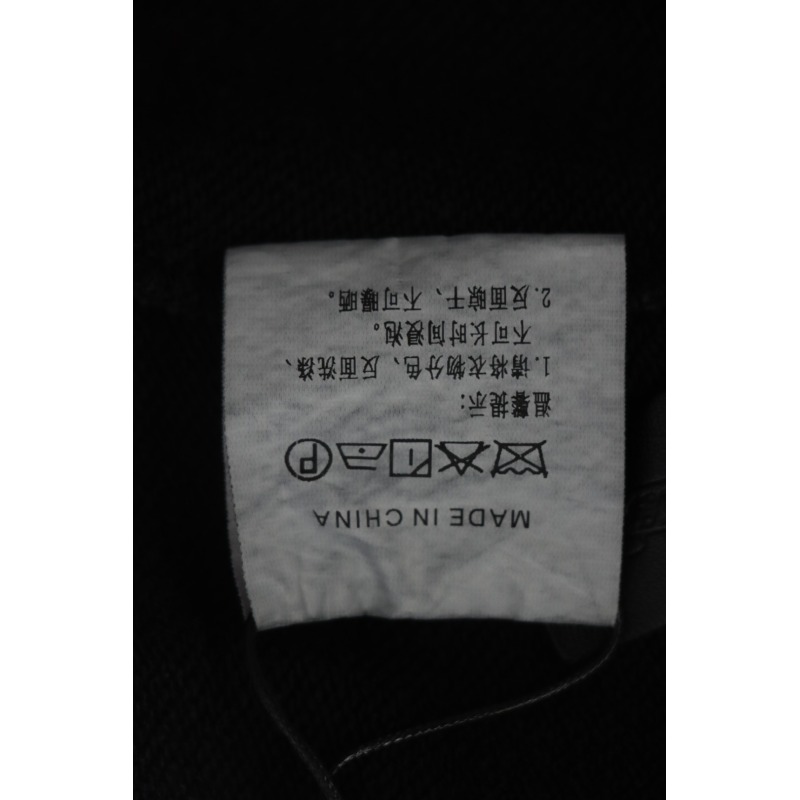 MADE IN CHINA
P
温馨提示:
1.请将衣物分色、反面洗涤、
不可长时间浸泡。
2.反面晾干、不可曝晒。